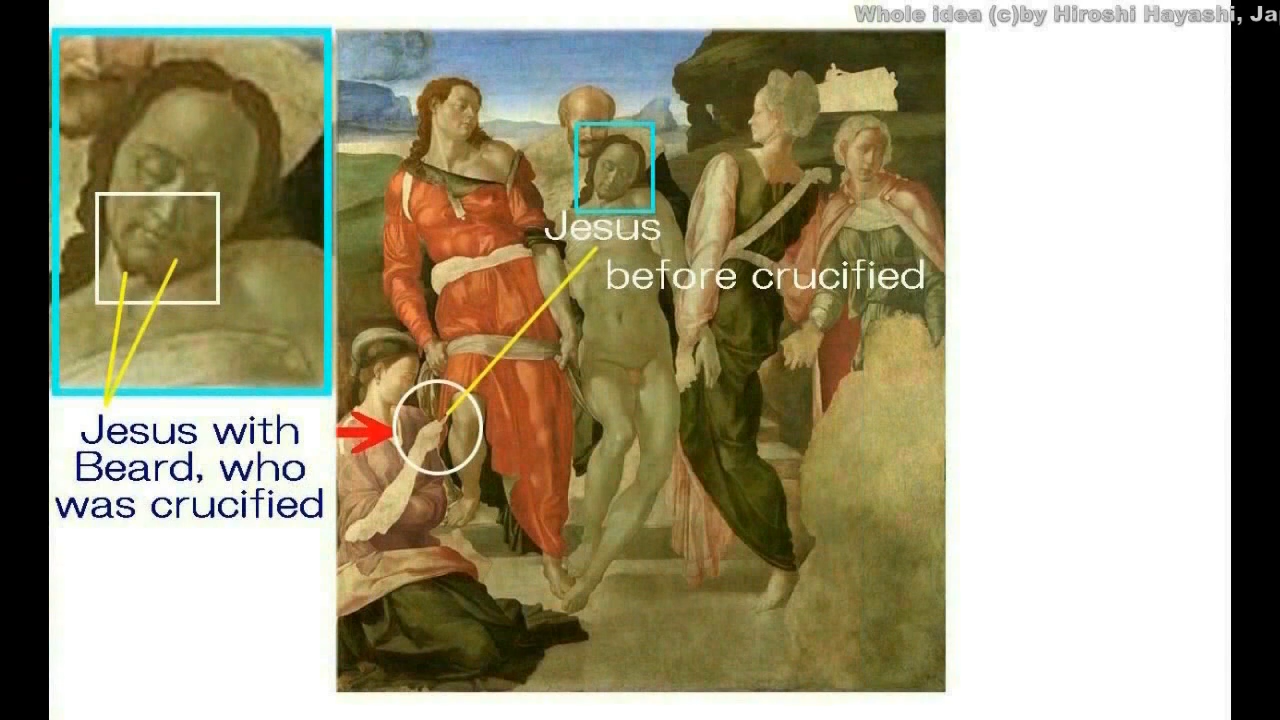 Whole idea (c)by Hiroshi Hayashi, Ja
Jesus
before crucified
Jesus with
Beard, who
was crucified